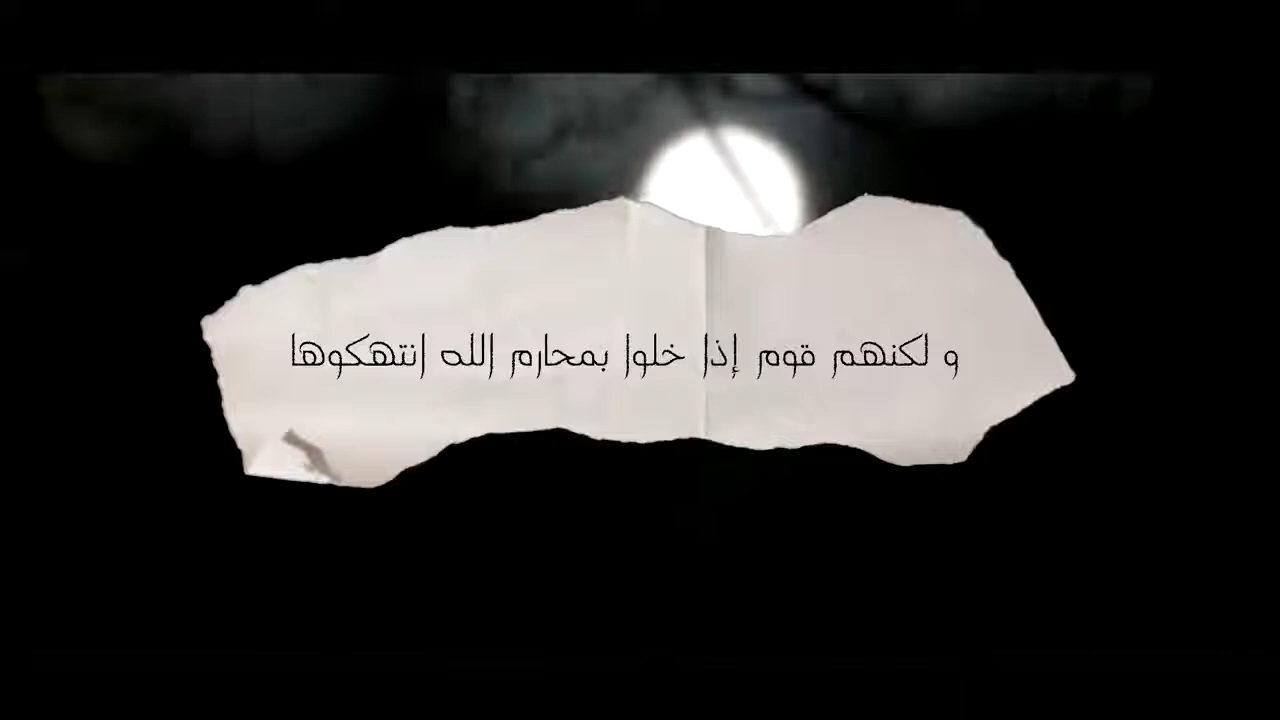 و لكنهم قوم إذا خلوا بمحارم الله انتهكوها